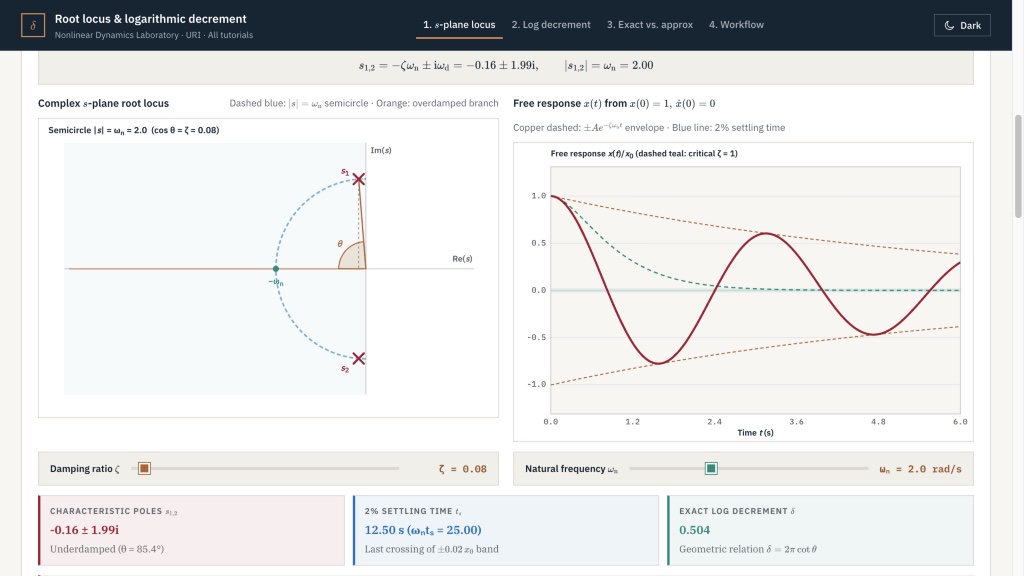 δ
Root locus & logarithmic decrement
Nonlinear Dynamics Laboratory · URI · All tutorials
1. s-plane locus
2. Log decrement
3. Exact vs. approx
4. Workflow
Dark
s₁,₂ = −ζωₙ ± iω_d = −0.16 ± 1.99i, |s₁,₂| = ωₙ = 2.00
Complex s-plane root locus
Dashed blue: |s| = ωₙ semicircle · Orange: overdamped branch
Semicircle |s| = ωₙ = 2.0 (cos θ = ζ = 0.08)
Im(s)
s₁
θ
Re(s)
−ωₙ
s₂
Free response x(t) from x(0) = 1, ẋ(0) = 0
Copper dashed: ±Ae^{−ζωₙt} envelope · Blue line: 2% settling time
Free response x(t)/x₀ (dashed teal: critical ζ = 1)
1.0
0.5
0.0
-0.5
-1.0
0.0 1.2 2.4 3.6 4.8 6.0
Time t (s)
Damping ratio ζ
ζ = 0.08
Natural frequency ωₙ
ωₙ = 2.0 rad/s
CHARACTERISTIC POLES s₁,₂
-0.16 ± 1.99i
Underdamped (θ = 85.4°)
2% SETTLING TIME tₛ
12.50 s (ωₙtₛ = 25.00)
Last crossing of ±0.02 x₀ band
EXACT LOG DECREMENT δ
0.504
Geometric relation δ = 2π cot θ